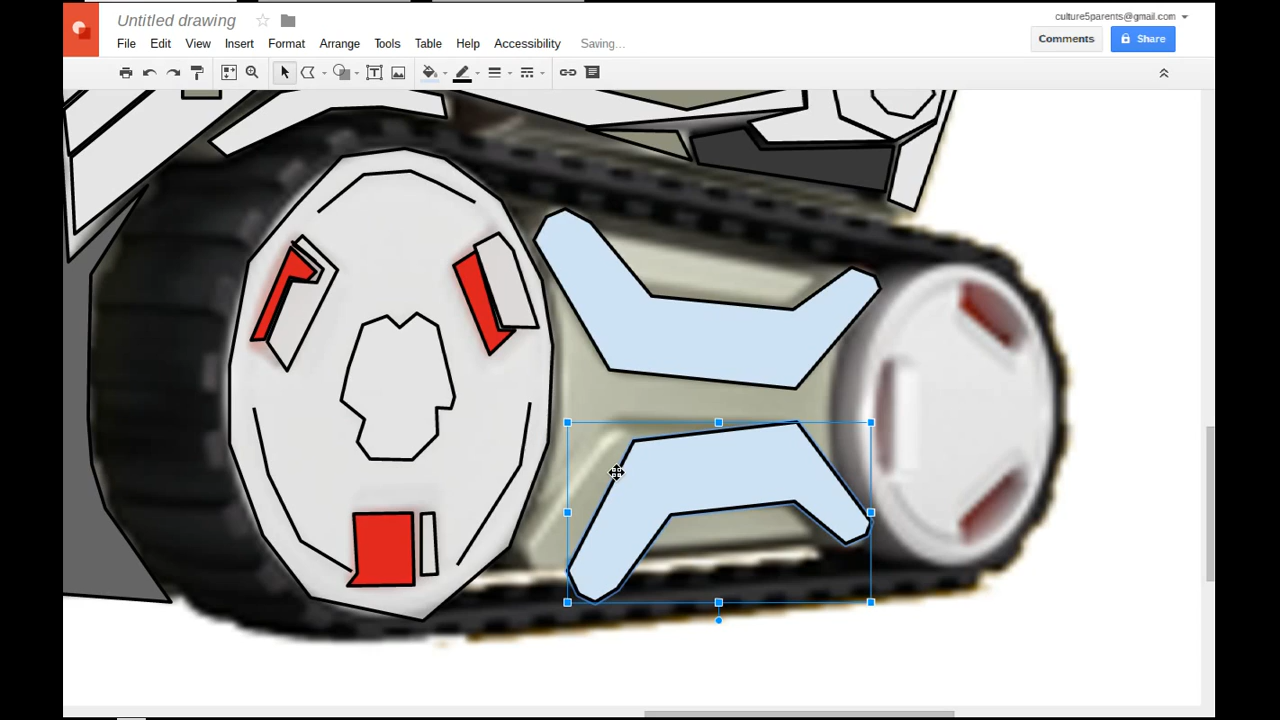 Untitled drawing
culture5parents@gmail.com
File Edit View Insert Format Arrange Tools Table Help Accessibility Saving...
Comments Share